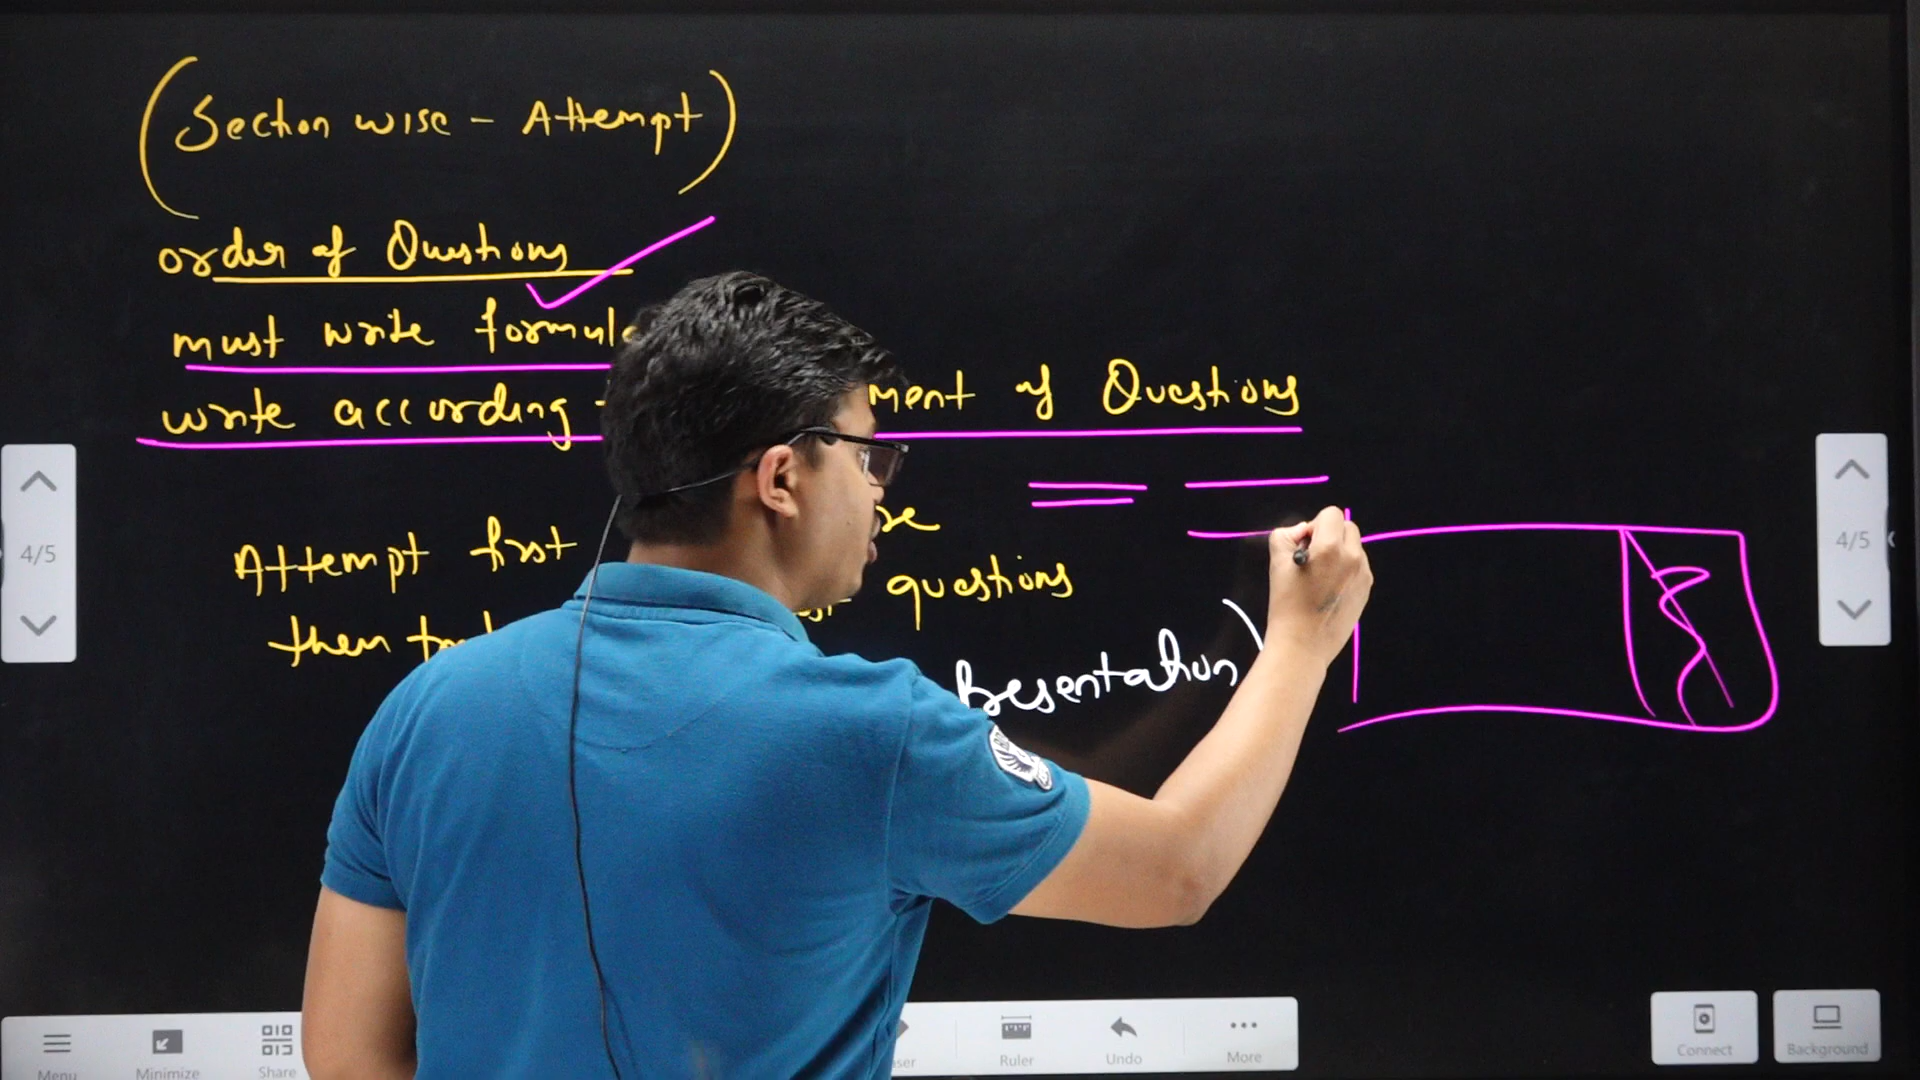 (Section wise - Attempt)
order of Questions
must write formula
write according ment of Questions
Attempt first
then questions
Presentation)
4/5
4/5
Menu
Minimize
Share
Ruler
Undo
More
Connect
Background